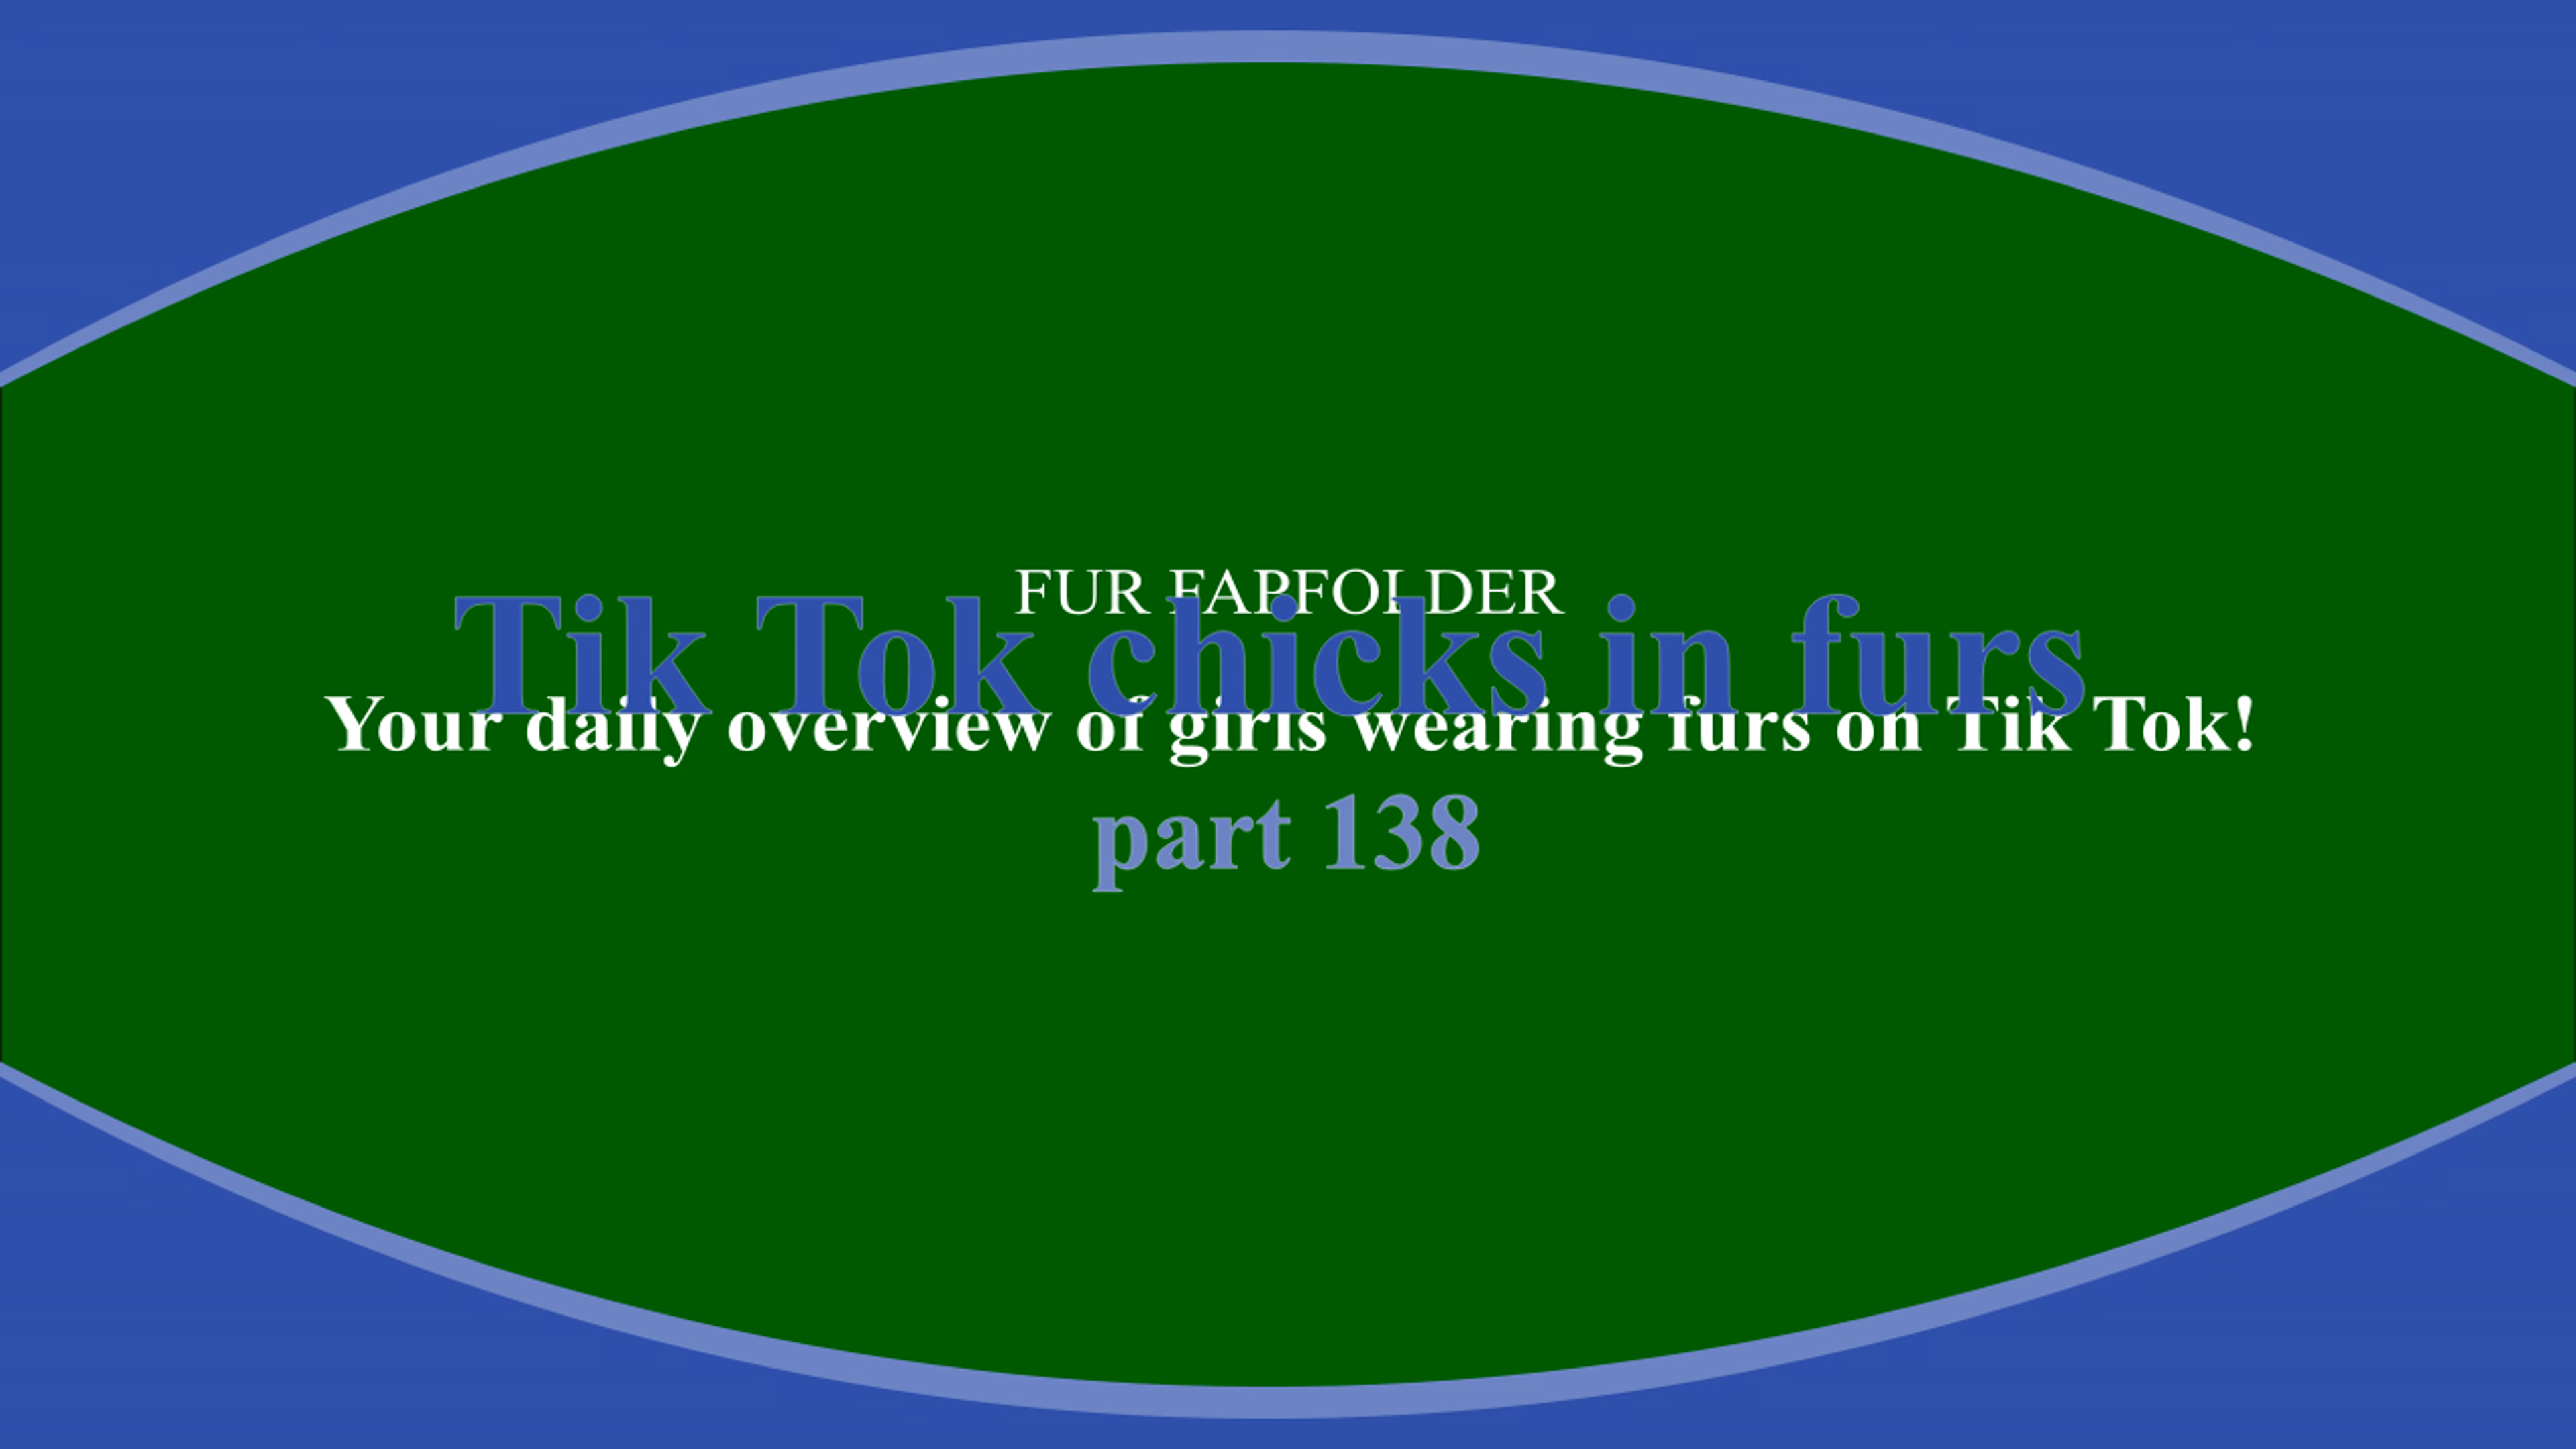 FUR FAPFOLDER
Tik Tok chicks in furs
Your daily overview of girls wearing furs on Tik Tok!
part 138